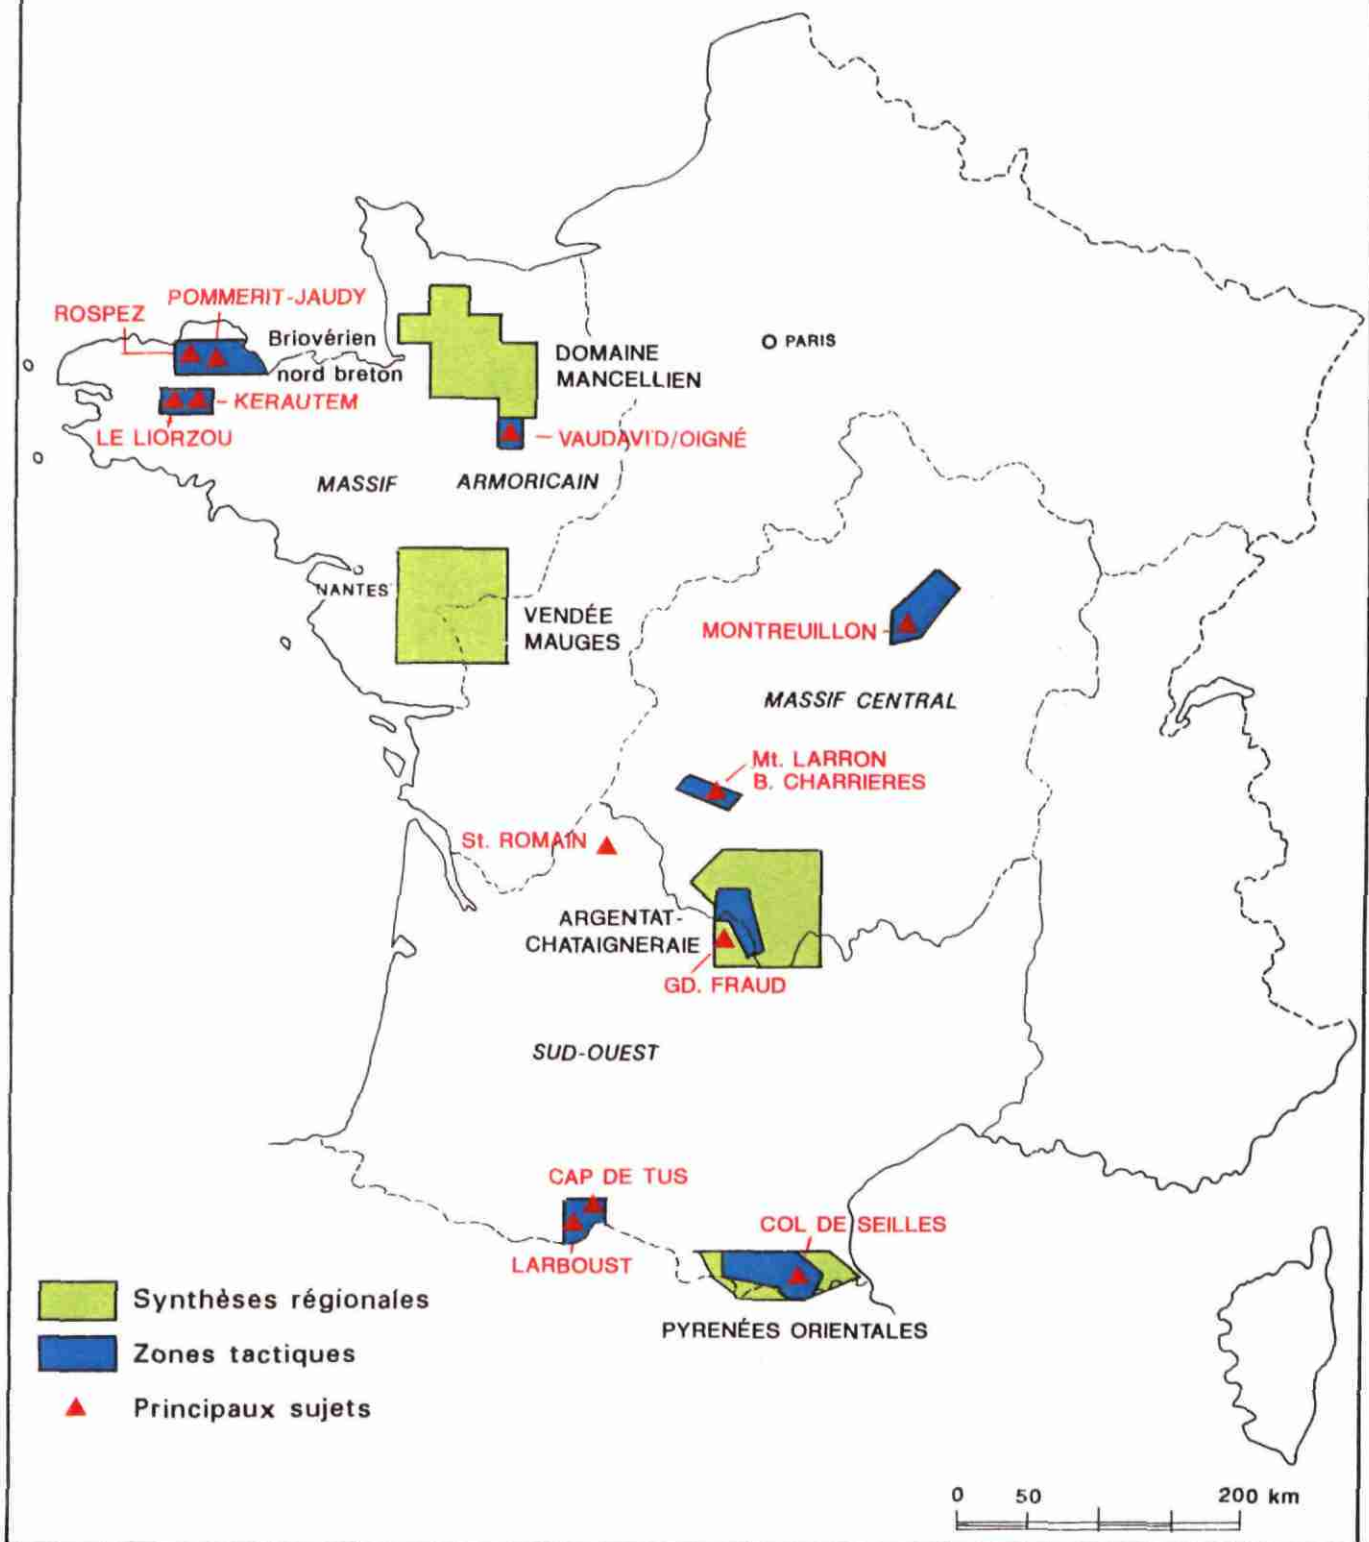 POMMERIT-JAUDY
ROSPEZ
Briovérien
nord breton
PARIS
DOMAINE
MANCELLIEN
KERAUTEM
LE LIORZOU
VAUDAVID/OIGNÉ
MASSIF ARMORICAIN
NANTES
VENDÉE
MAUGES
MONTREUILLON
MASSIF CENTRAL
Mt. LARRON
B. CHARRIERES
St. ROMAIN
ARGENTAT-
CHATAIGNERAIE
GD. FRAUD
SUD-OUEST
CAP DE TUS
COL DE SEILLES
LARBOUST
PYRENÉES ORIENTALES
Synthèses régionales
Zones tactiques
Principaux sujets
0 50 200 km